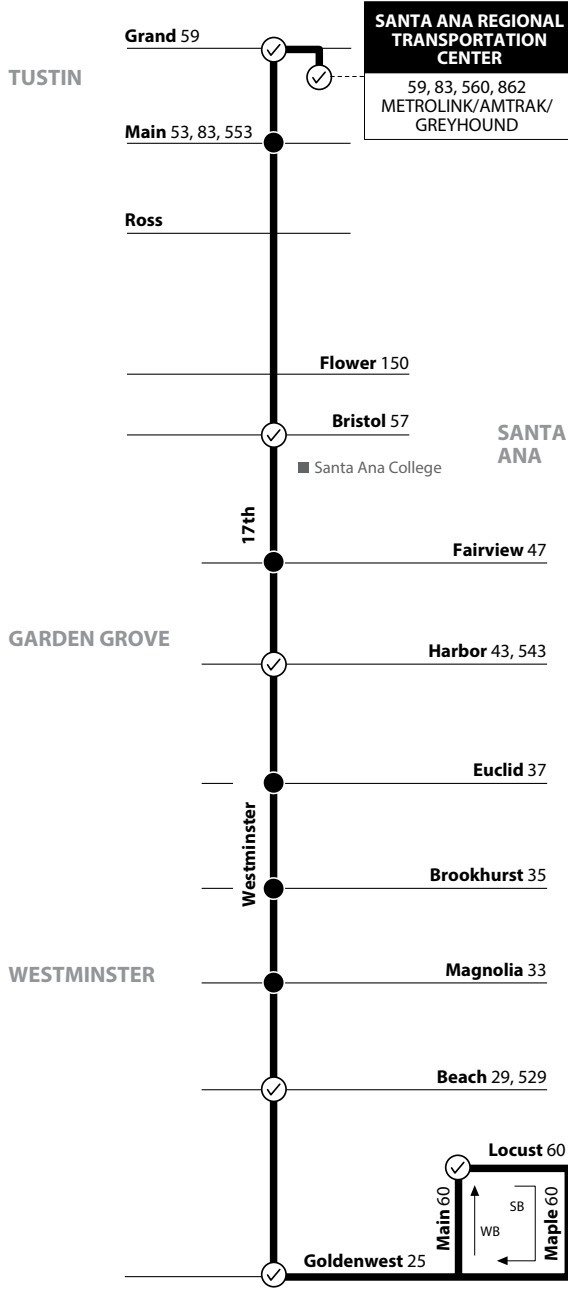 SANTA ANA REGIONAL
TRANSPORTATION
CENTER
59, 83, 560, 862
METROLINK/AMTRAK/
GREYHOUND
Grand 59
TUSTIN
Main 53, 83, 553
Ross
Flower 150
Bristol 57
SANTA
ANA
Santa Ana College
17th
Fairview 47
GARDEN GROVE
Harbor 43, 543
Euclid 37
Westminster
Brookhurst 35
WESTMINSTER
Magnolia 33
Beach 29, 529
Locust 60
Main 60
WB
SB
Maple 60
Goldenwest 25